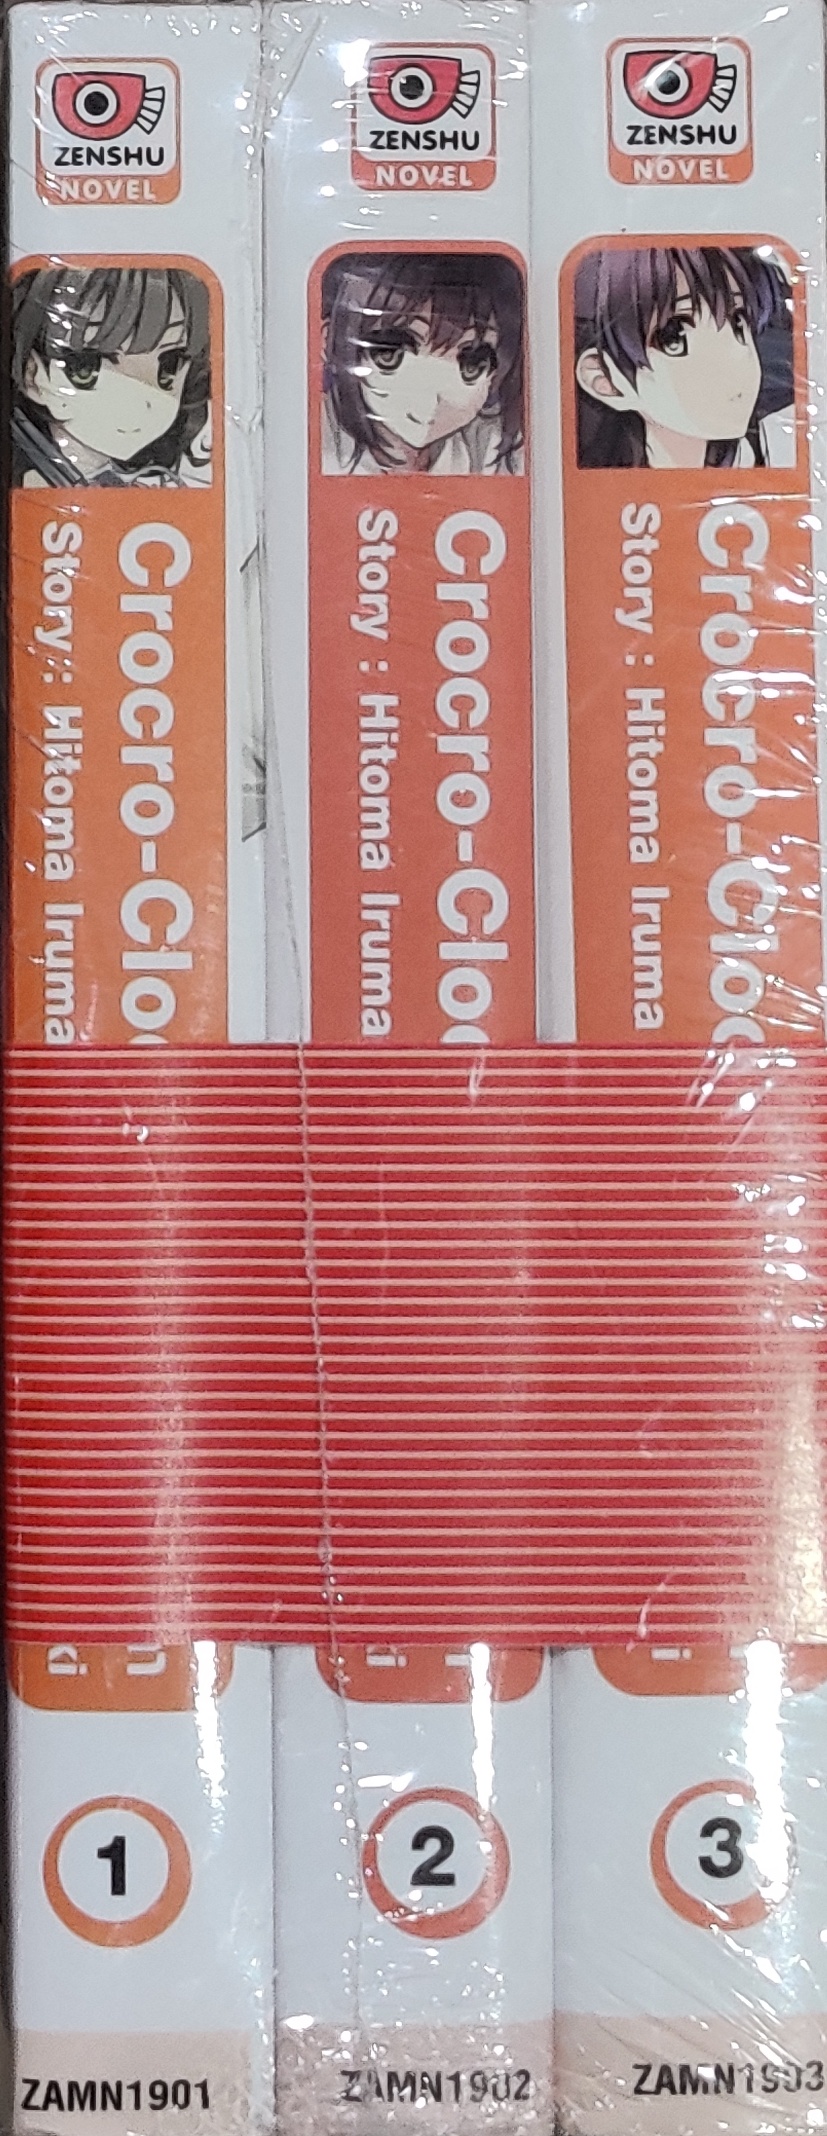 ZENSHU
NOVEL
Crocro-Cloc
Story : Hitoma Iruma
1
ZAMN1901
ZENSHU
NOVEL
Crocro-Cloc
Story : Hitoma Iruma
2
ZAMN1902
ZENSHU
NOVEL
Crocro-Cloc
Story : Hitoma Iruma
3
ZAMN1903